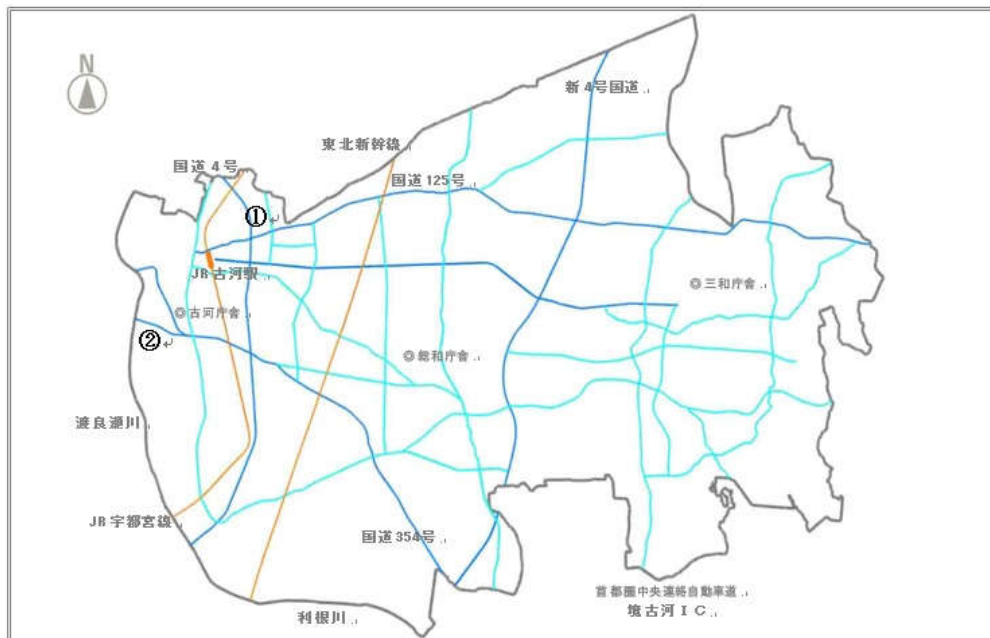 N
新4号国道
東北新幹線
国道4号
国道125号
①
JR古河駅
◎三和庁舎
◎古河庁舎
②
◎総和庁舎
渡良瀬川
JR宇都宮線
国道354号
首都圏中央連絡自動車道
境古河IC
利根川